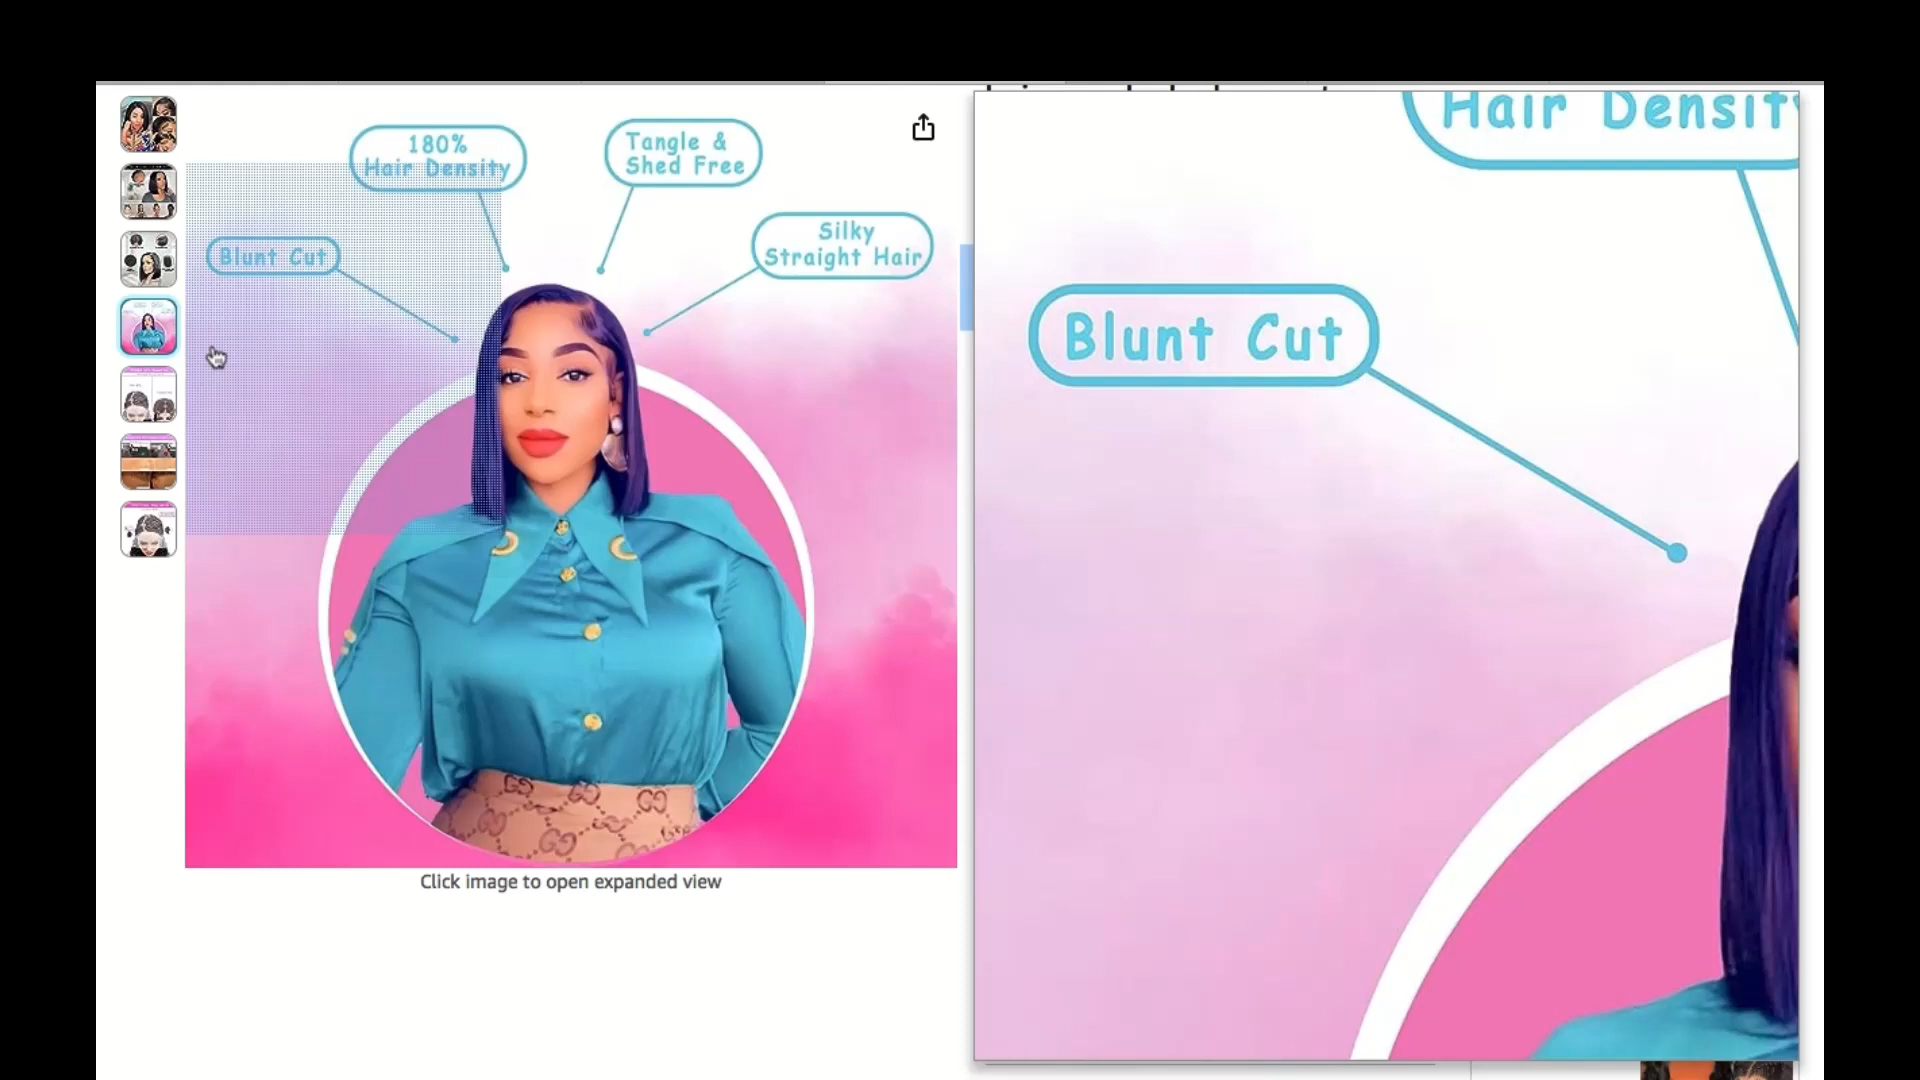 180%
Hair Density
Tangle &
Shed Free
Silky
Straight Hair
Blunt Cut
Click image to open expanded view
Hair Density
Blunt Cut